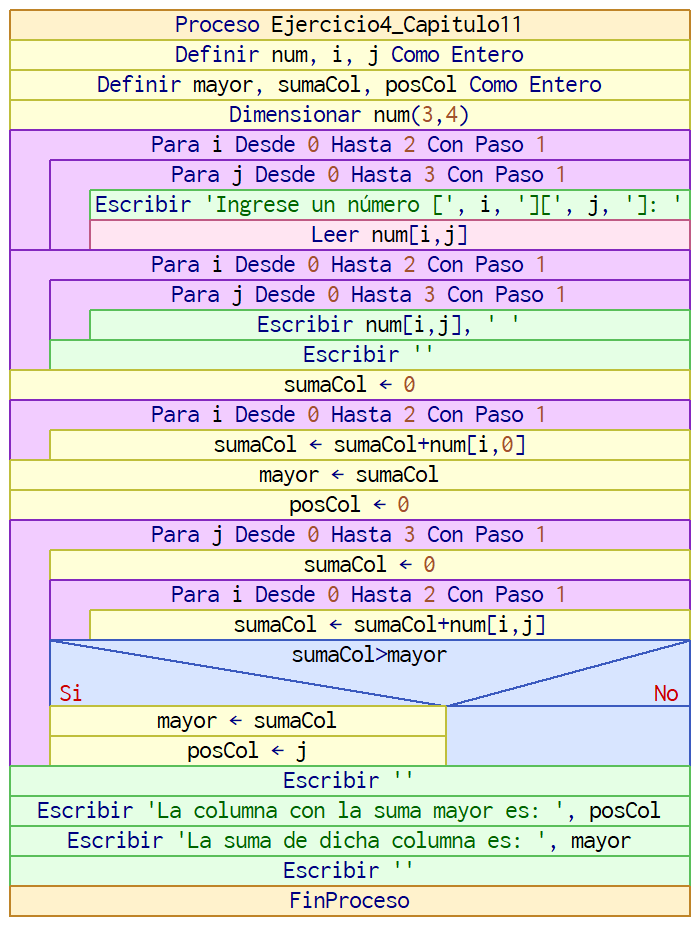 Proceso Ejercicio4_Capitulo11
Definir num, i, j Como Entero
Definir mayor, sumaCol, posCol Como Entero
Dimensionar num(3,4)
Para i Desde 0 Hasta 2 Con Paso 1
Para j Desde 0 Hasta 3 Con Paso 1
Escribir 'Ingrese un número [', i, '][', j, ']: '
Leer num[i,j]
Para i Desde 0 Hasta 2 Con Paso 1
Para j Desde 0 Hasta 3 Con Paso 1
Escribir num[i,j], ' '
Escribir ''
sumaCol ← 0
Para i Desde 0 Hasta 2 Con Paso 1
sumaCol ← sumaCol+num[i,0]
mayor ← sumaCol
posCol ← 0
Para j Desde 0 Hasta 3 Con Paso 1
sumaCol ← 0
Para i Desde 0 Hasta 2 Con Paso 1
sumaCol ← sumaCol+num[i,j]
sumaCol>mayor
Si No
mayor ← sumaCol
posCol ← j
Escribir ''
Escribir 'La columna con la suma mayor es: ', posCol
Escribir 'La suma de dicha columna es: ', mayor
Escribir ''
FinProceso